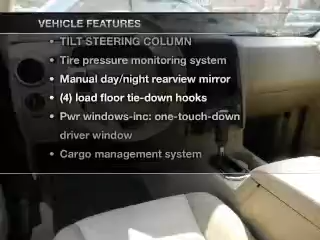 VEHICLE FEATURES
• TILT STEERING COLUMN
• Tire pressure monitoring system
• Manual day/night rearview mirror
• (4) load floor tie-down hooks
• Pwr windows-inc: one-touch-down
driver window
• Cargo management system